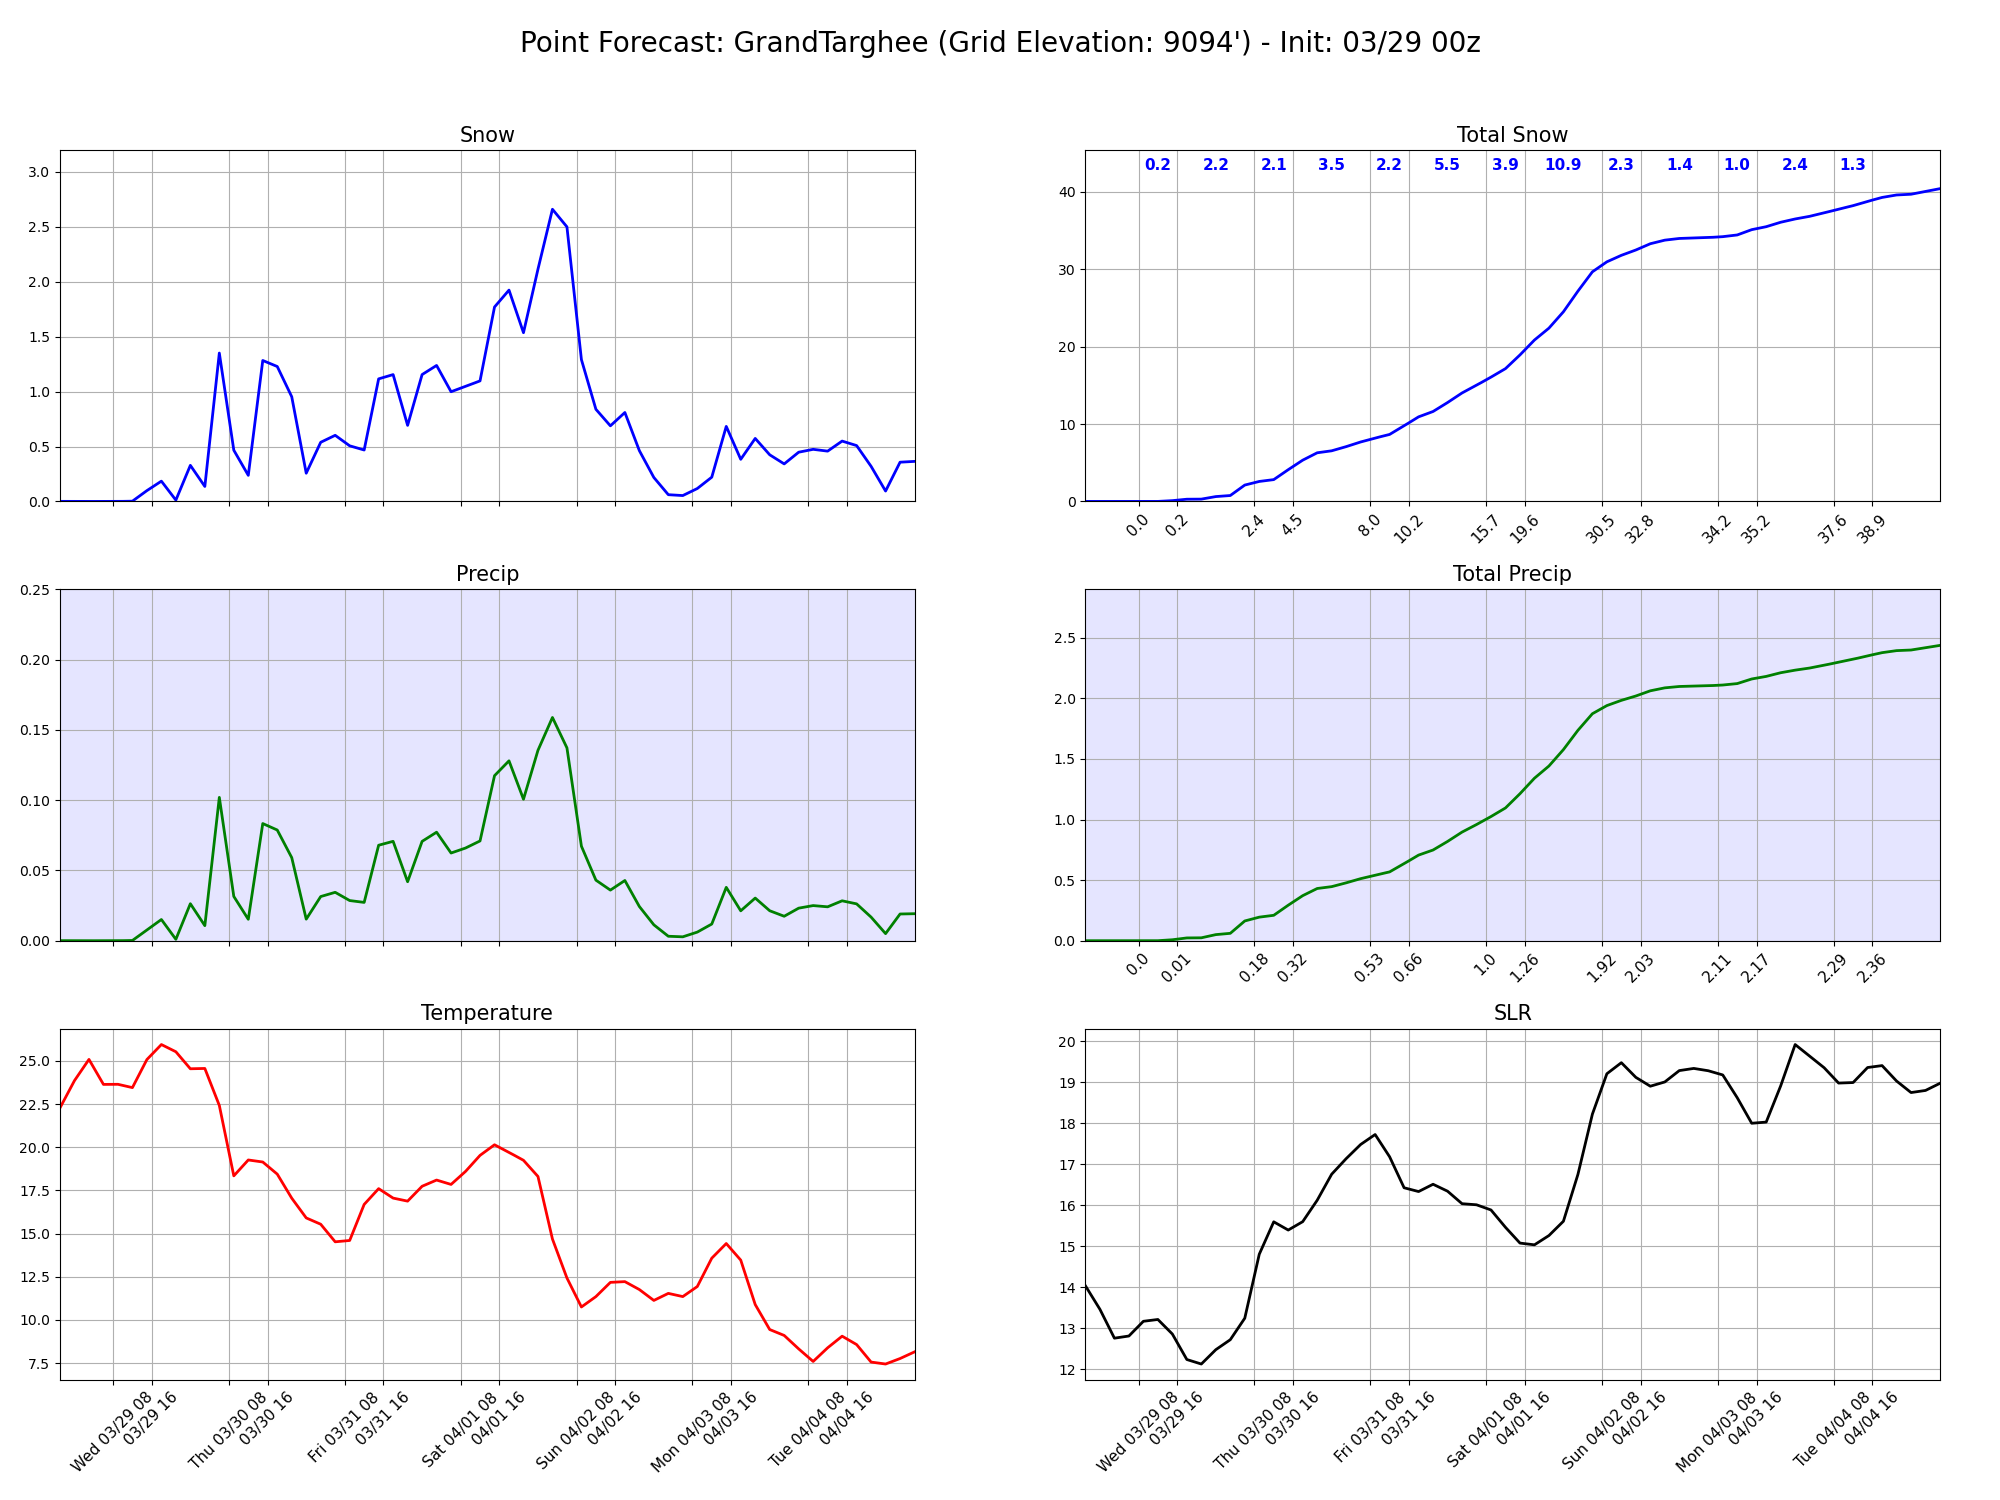 Point Forecast: GrandTarghee (Grid Elevation: 9094') - Init: 03/29 00z
Snow
3.0
2.5
2.0
1.5
1.0
0.5
0.0
Total Snow
0.2 2.2 2.1 3.5 2.2 5.5 3.9 10.9 2.3 1.4 1.0 2.4 1.3
40
30
20
10
0
0.0 0.2 2.4 4.5 8.0 10.2 15.7 19.6 30.5 32.8 34.2 35.2 37.6 38.9
Precip
0.25
0.20
0.15
0.10
0.05
0.00
Total Precip
2.5
2.0
1.5
1.0
0.5
0.0
0.0 0.01 0.18 0.32 0.53 0.66 1.0 1.26 1.92 2.03 2.11 2.17 2.29 2.36
Temperature
25.0
22.5
20.0
17.5
15.0
12.5
10.0
7.5
Wed 03/29 08
03/29 16
Thu 03/30 08
03/30 16
Fri 03/31 08
03/31 16
Sat 04/01 08
04/01 16
Sun 04/02 08
04/02 16
Mon 04/03 08
04/03 16
Tue 04/04 08
04/04 16
SLR
20
19
18
17
16
15
14
13
12
Wed 03/29 08
03/29 16
Thu 03/30 08
03/30 16
Fri 03/31 08
03/31 16
Sat 04/01 08
04/01 16
Sun 04/02 08
04/02 16
Mon 04/03 08
04/03 16
Tue 04/04 08
04/04 16